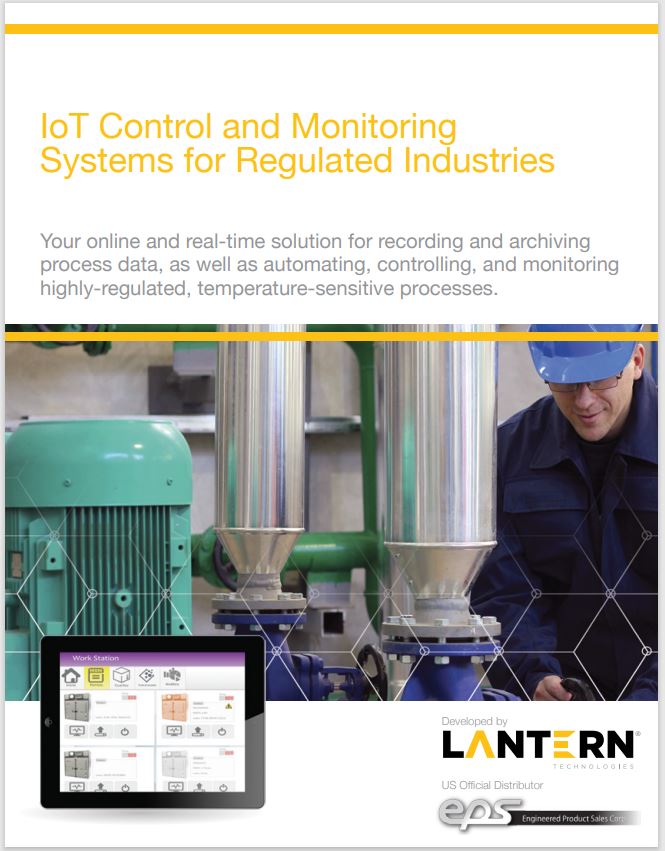 IoT Control and Monitoring
Systems for Regulated Industries
Your online and real-time solution for recording and archiving
process data, as well as automating, controlling, and monitoring
highly-regulated, temperature-sensitive processes.
Work Station
Developed by
LANTERN®
TECHNOLOGIES
US Official Distributor
eps
Engineered Product Sales Corp